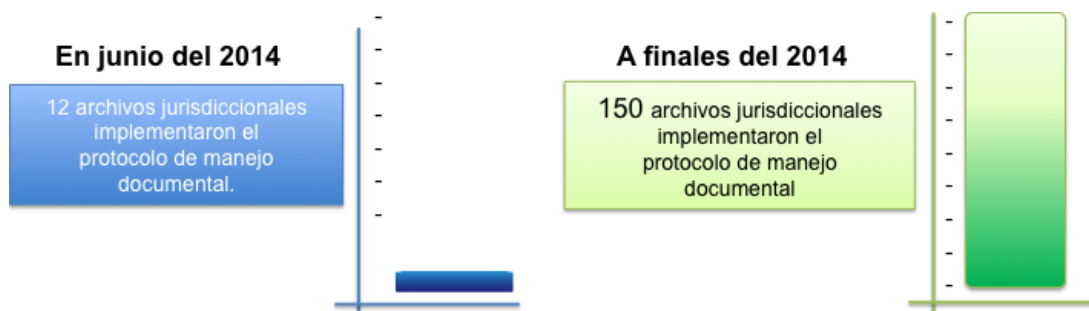 En junio del 2014
12 archivos jurisdiccionales
implementaron el
protocolo de manejo
documental.
A finales del 2014
150 archivos jurisdiccionales
implementaron el
protocolo de manejo
documental